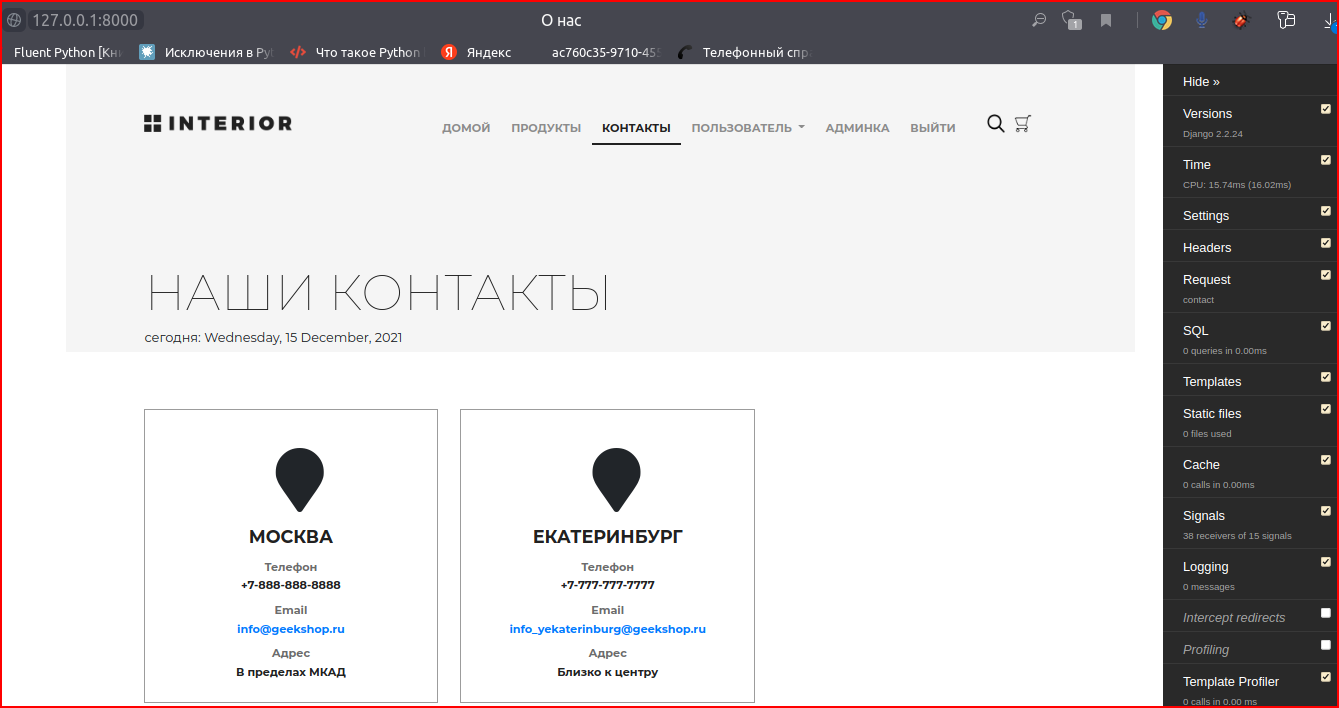 127.0.0.1:8000 О нас 1
Fluent Python [Кни Исключения в Pyt Что такое Python Я Яндекс ac760c35-9710-455 Телефонный спра
INTERIOR ДОМОЙ ПРОДУКТЫ КОНТАКТЫ ПОЛЬЗОВАТЕЛЬ АДМИНКА ВЫЙТИ
НАШИ КОНТАКТЫ
сегодня: Wednesday, 15 December, 2021
МОСКВА
Телефон
+7-888-888-8888
Email
info@geekshop.ru
Адрес
В пределах МКАД
ЕКАТЕРИНБУРГ
Телефон
+7-777-777-7777
Email
info_yekaterinburg@geekshop.ru
Адрес
Близко к центру
Hide »
Versions
Django 2.2.24
Time
CPU: 15.74ms (16.02ms)
Settings
Headers
Request
contact
SQL
0 queries in 0.00ms
Templates
Static files
0 files used
Cache
0 calls in 0.00ms
Signals
38 receivers of 15 signals
Logging
0 messages
Intercept redirects
Profiling
Template Profiler
0 calls in 0.00 ms